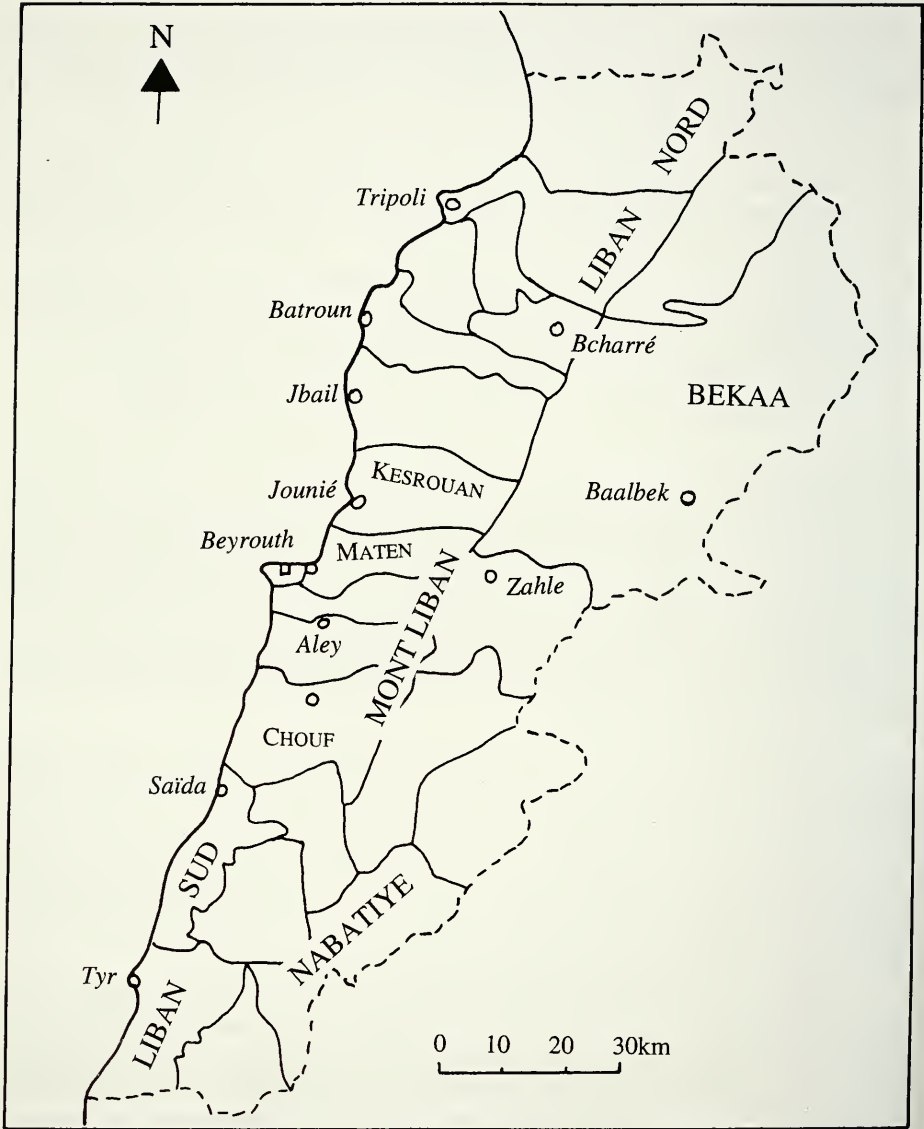 N
NORD
LIBAN
Tripoli
Batroun
Bcharré
Jbail
BEKAA
KESROUAN
Jounié
Baalbek
Beyrouth
MATEN
Zahle
Aley
MONT LIBAN
CHOUF
Saïda
SUD
NABATIYE
Tyr
LIBAN
0 10 20 30km